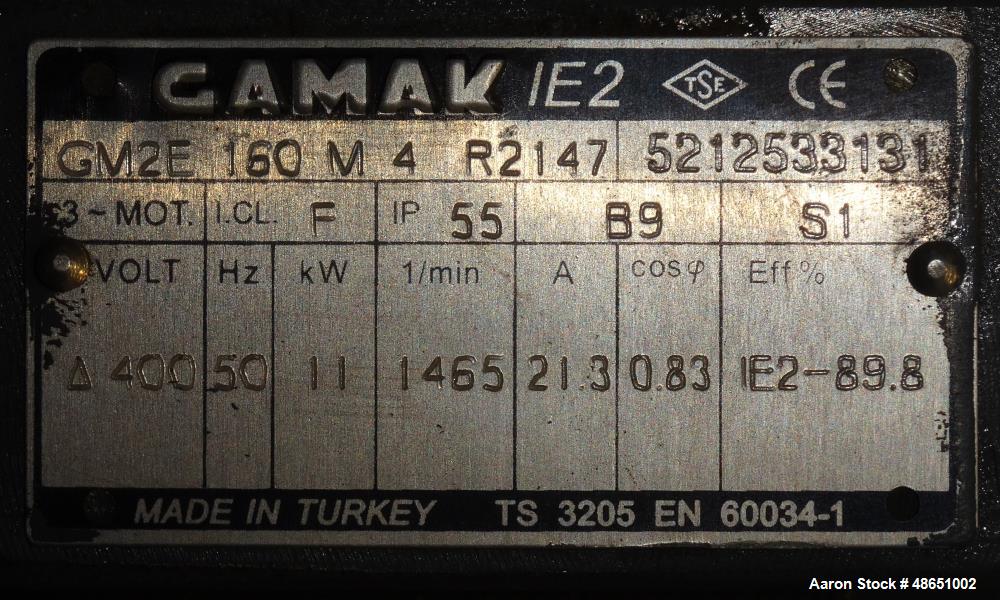 GAMAK IE2 TSE CE
GM2E 160 M 4 R2147 5212533131
3~MOT. I.CL. F IP 55 B9 S1
VOLT Hz kW 1/min A cosφ Eff%
Δ 400 50 11 1465 21.3 0.83 IE2-89.8
MADE IN TURKEY TS 3205 EN 60034-1
Aaron Stock # 48651002